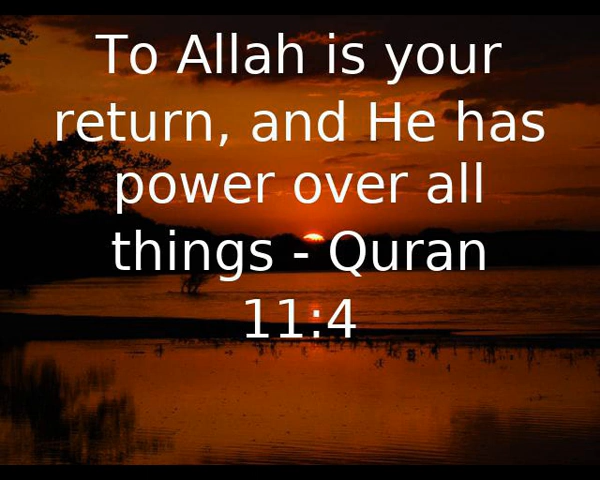 To Allah is your
return, and He has
power over all
things - Quran
11:4